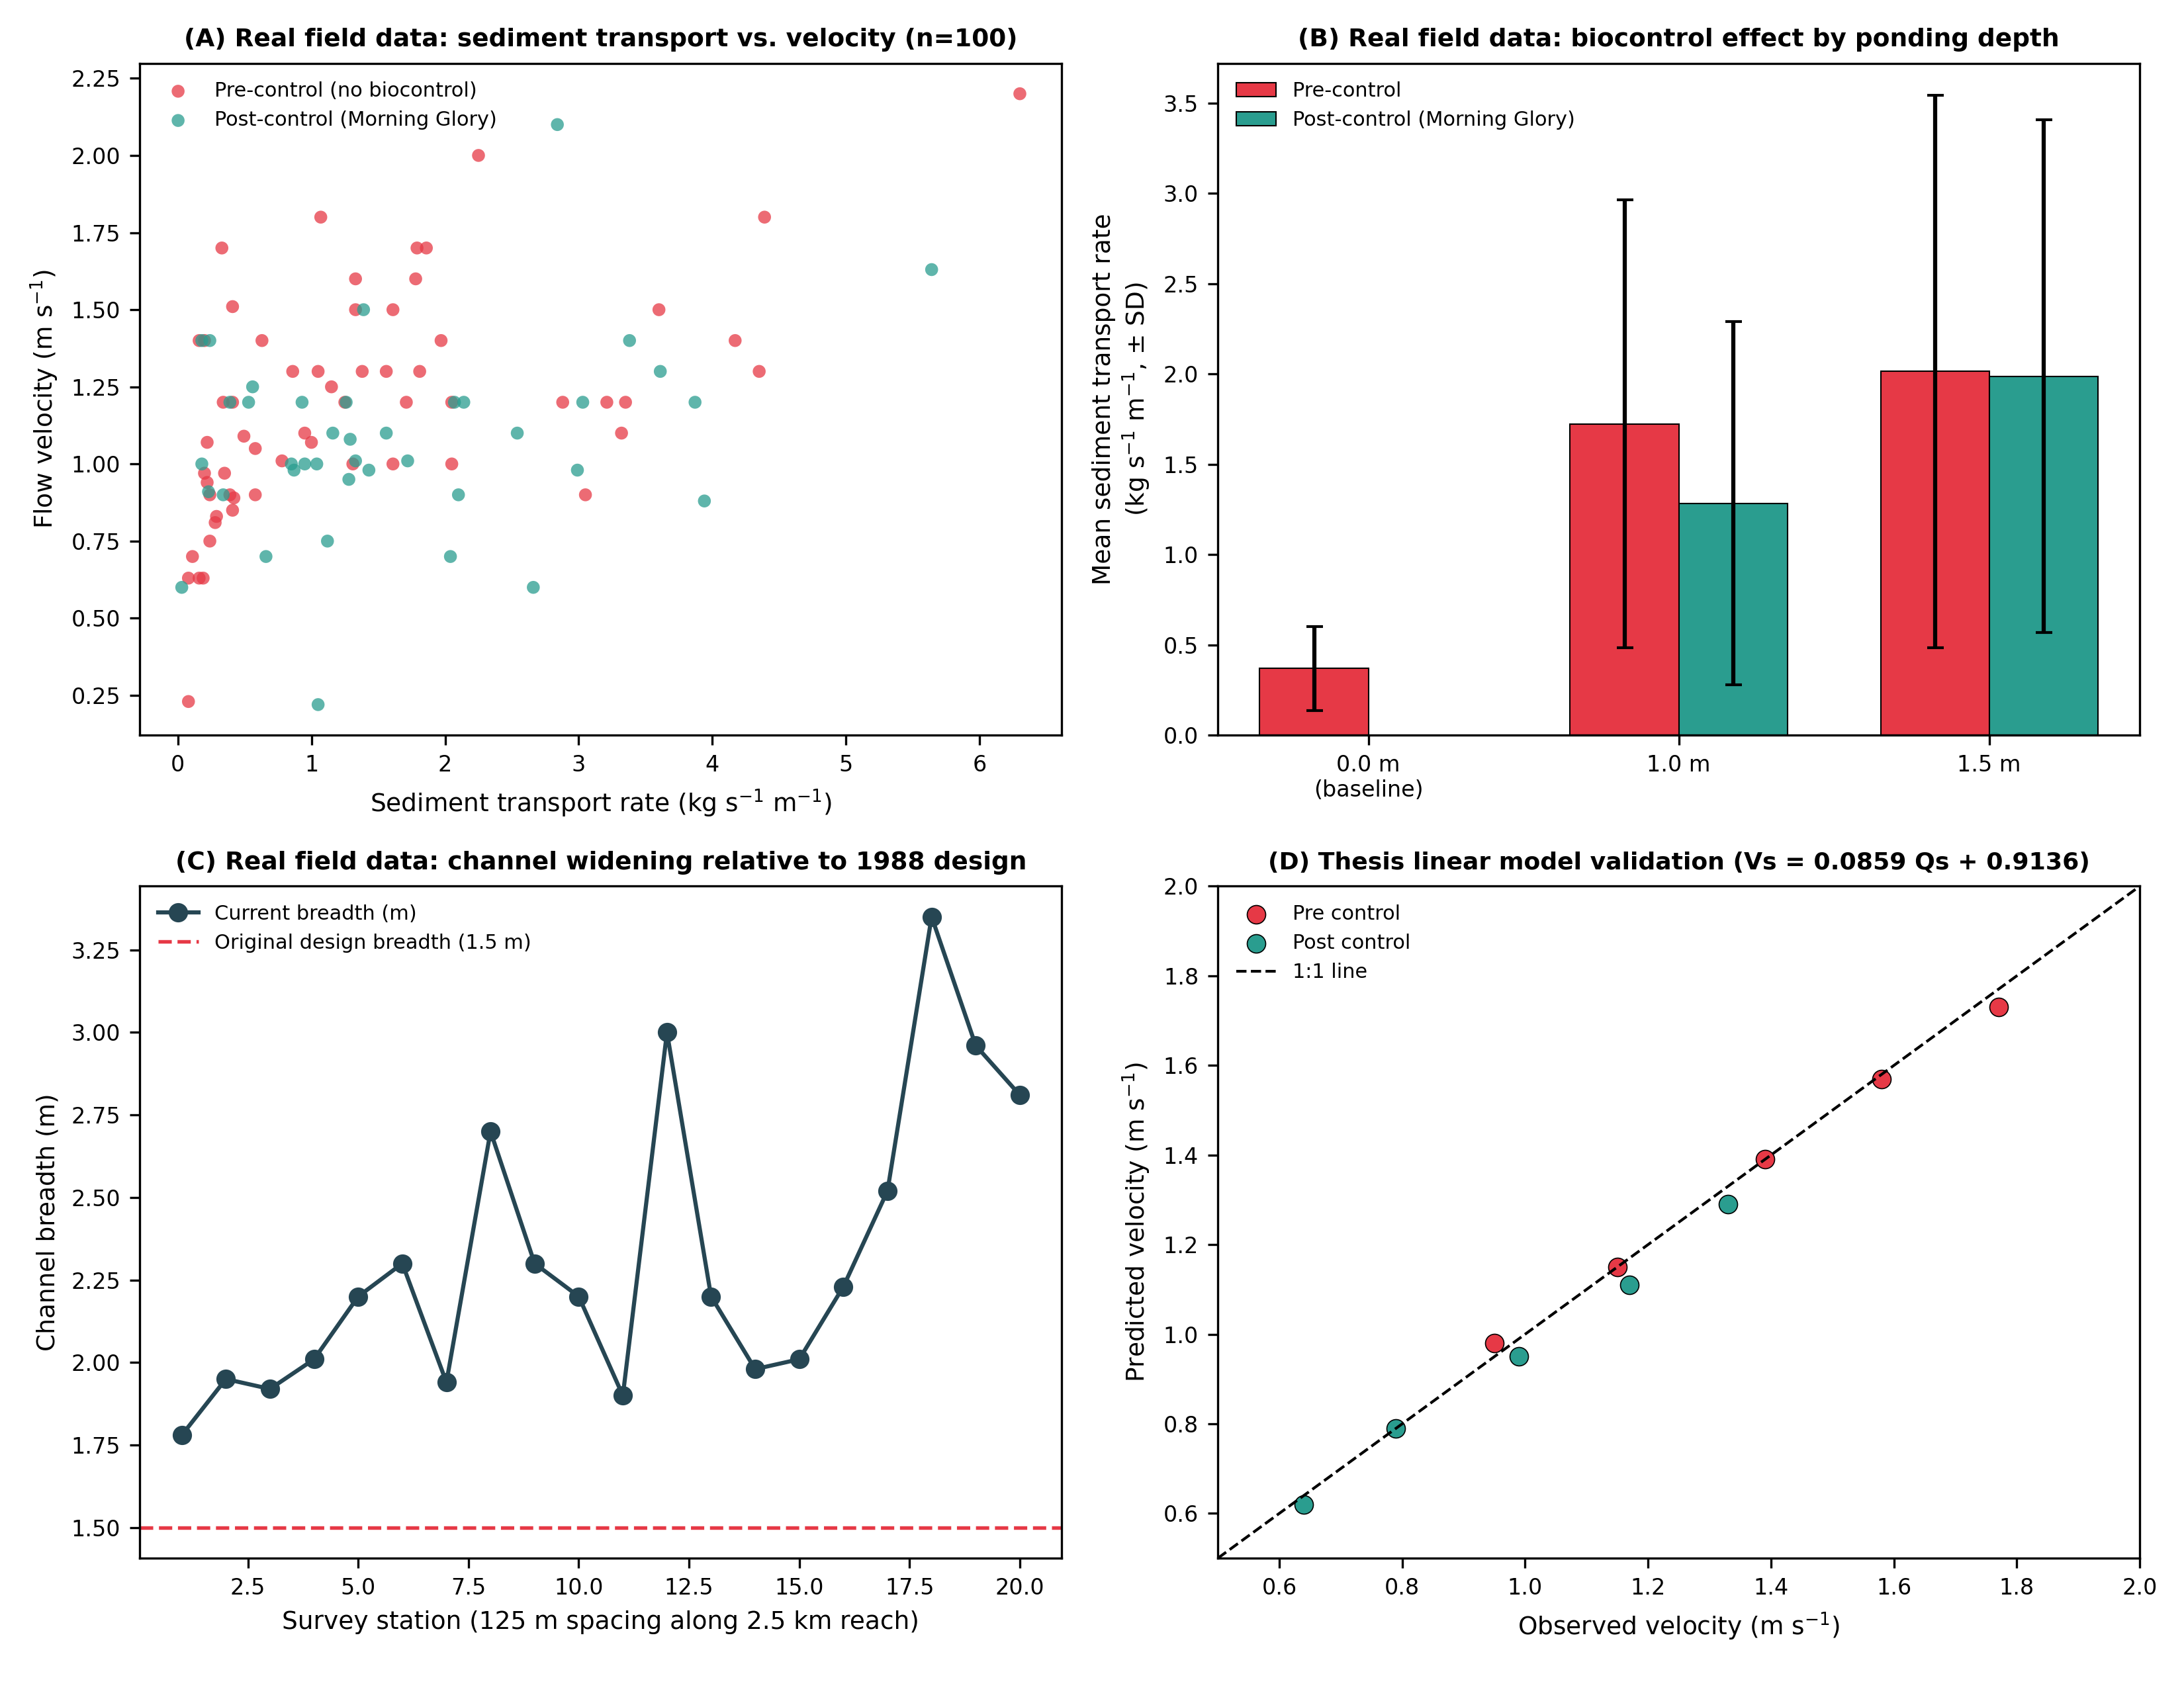 (A) Real field data: sediment transport vs. velocity (n=100)
Pre-control (no biocontrol)
Post-control (Morning Glory)
Flow velocity (m s⁻¹)
2.25
2.00
1.75
1.50
1.25
1.00
0.75
0.50
0.25
0 1 2 3 4 5 6
Sediment transport rate (kg s⁻¹ m⁻¹)
(B) Real field data: biocontrol effect by ponding depth
Pre-control
Post-control (Morning Glory)
Mean sediment transport rate
(kg s⁻¹ m⁻¹, ± SD)
3.5
3.0
2.5
2.0
1.5
1.0
0.5
0.0
0.0 m 1.0 m 1.5 m
(baseline)
(C) Real field data: channel widening relative to 1988 design
Current breadth (m)
Original design breadth (1.5 m)
Channel breadth (m)
3.25
3.00
2.75
2.50
2.25
2.00
1.75
1.50
2.5 5.0 7.5 10.0 12.5 15.0 17.5 20.0
Survey station (125 m spacing along 2.5 km reach)
(D) Thesis linear model validation (Vs = 0.0859 Qs + 0.9136)
Pre control
Post control
1:1 line
Predicted velocity (m s⁻¹)
2.0
1.8
1.6
1.4
1.2
1.0
0.8
0.6
0.6 0.8 1.0 1.2 1.4 1.6 1.8 2.0
Observed velocity (m s⁻¹)